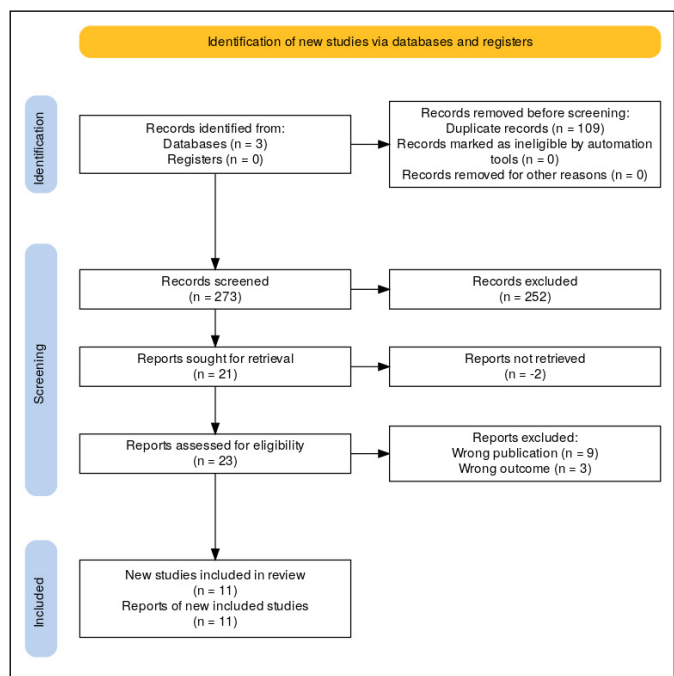 Identification of new studies via databases and registers
Identification
Records identified from:
Databases (n = 3)
Registers (n = 0)
Records removed before screening:
Duplicate records (n = 109)
Records marked as ineligible by automation
tools (n = 0)
Records removed for other reasons (n = 0)
Screening
Records screened
(n = 273)
Records excluded
(n = 252)
Reports sought for retrieval
(n = 21)
Reports not retrieved
(n = -2)
Reports assessed for eligibility
(n = 23)
Reports excluded:
Wrong publication (n = 9)
Wrong outcome (n = 3)
Included
New studies included in review
(n = 11)
Reports of new included studies
(n = 11)